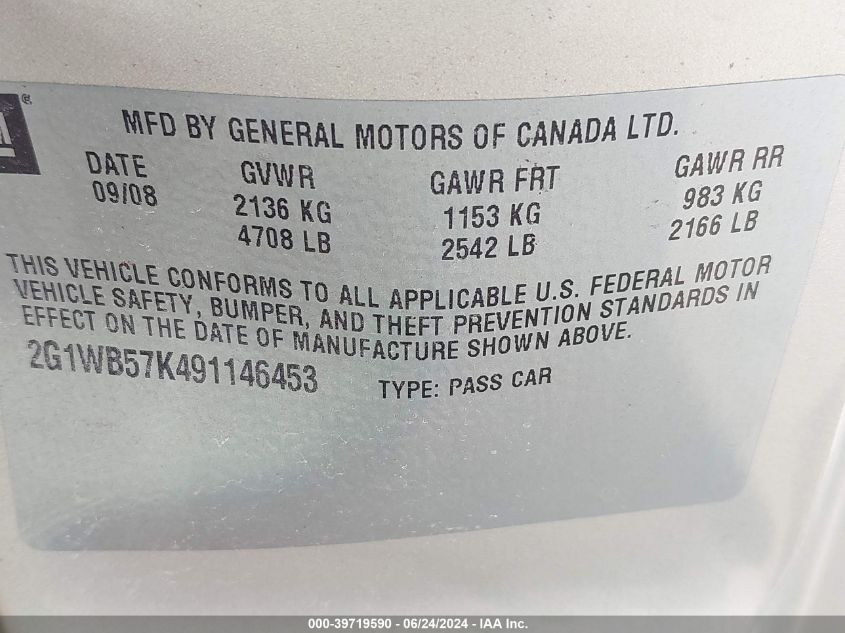 M®
MFD BY GENERAL MOTORS OF CANADA LTD.
DATE GVWR GAWR FRT GAWR RR
09/08 2136 KG 1153 KG 983 KG
4708 LB 2542 LB 2166 LB
THIS VEHICLE CONFORMS TO ALL APPLICABLE U.S. FEDERAL MOTOR
VEHICLE SAFETY, BUMPER, AND THEFT PREVENTION STANDARDS IN
EFFECT ON THE DATE OF MANUFACTURE SHOWN ABOVE.
2G1WB57K491146453 TYPE: PASS CAR
000-39719590 - 06/24/2024 - IAA Inc.